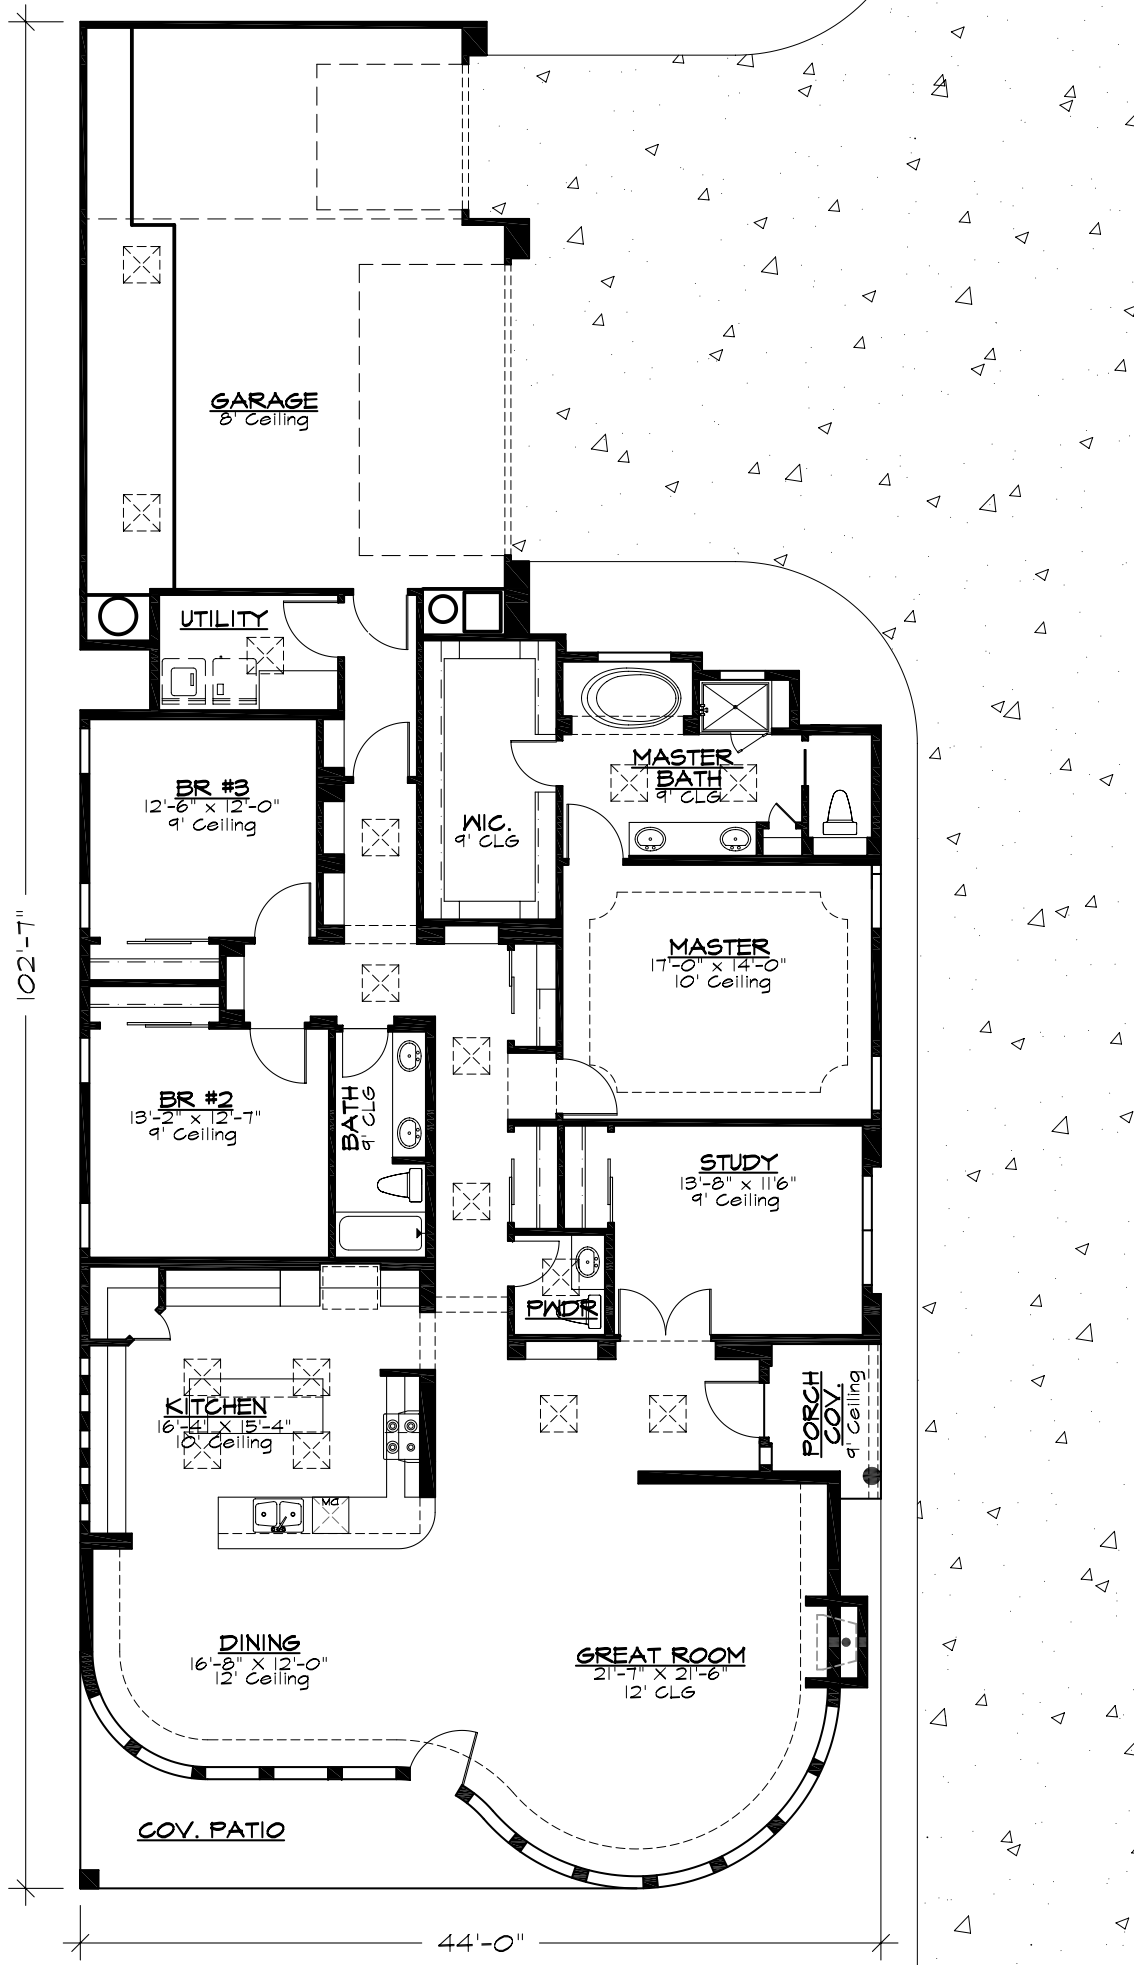 GARAGE
8' Ceiling
UTILITY
BR #3
12'-6" x 12'-0"
9' Ceiling
WIC.
9' CLG
MASTER
BATH
9' CLG
MASTER
17'-0" x 14'-0"
10' Ceiling
102'-7"
BR #2
13'-2" x 12'-7"
9' Ceiling
BATH
9' CLG
STUDY
13'-8" x 11'6"
9' Ceiling
PWDR
KITCHEN
16'-4" X 15'-4"
10' Ceiling
PORCH
COV.
9' Ceiling
DINING
16'-8" X 12'-0"
12' Ceiling
GREAT ROOM
21'-7" X 21'-6"
12' CLG
COV. PATIO
44'-0"